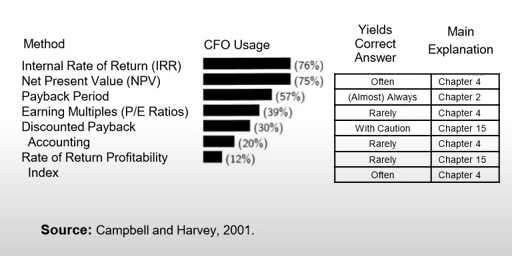 Method CFO Usage Yields Correct Answer Main Explanation
Internal Rate of Return (IRR) (76%) Often Chapter 4
Net Present Value (NPV) (75%) (Almost) Always Chapter 2
Payback Period (57%) Rarely Chapter 4
Earning Multiples (P/E Ratios) (39%) With Caution Chapter 15
Discounted Payback (30%) Rarely Chapter 4
Accounting (20%) Rarely Chapter 15
Rate of Return Profitability (12%) Often Chapter 4
Index
Source: Campbell and Harvey, 2001.